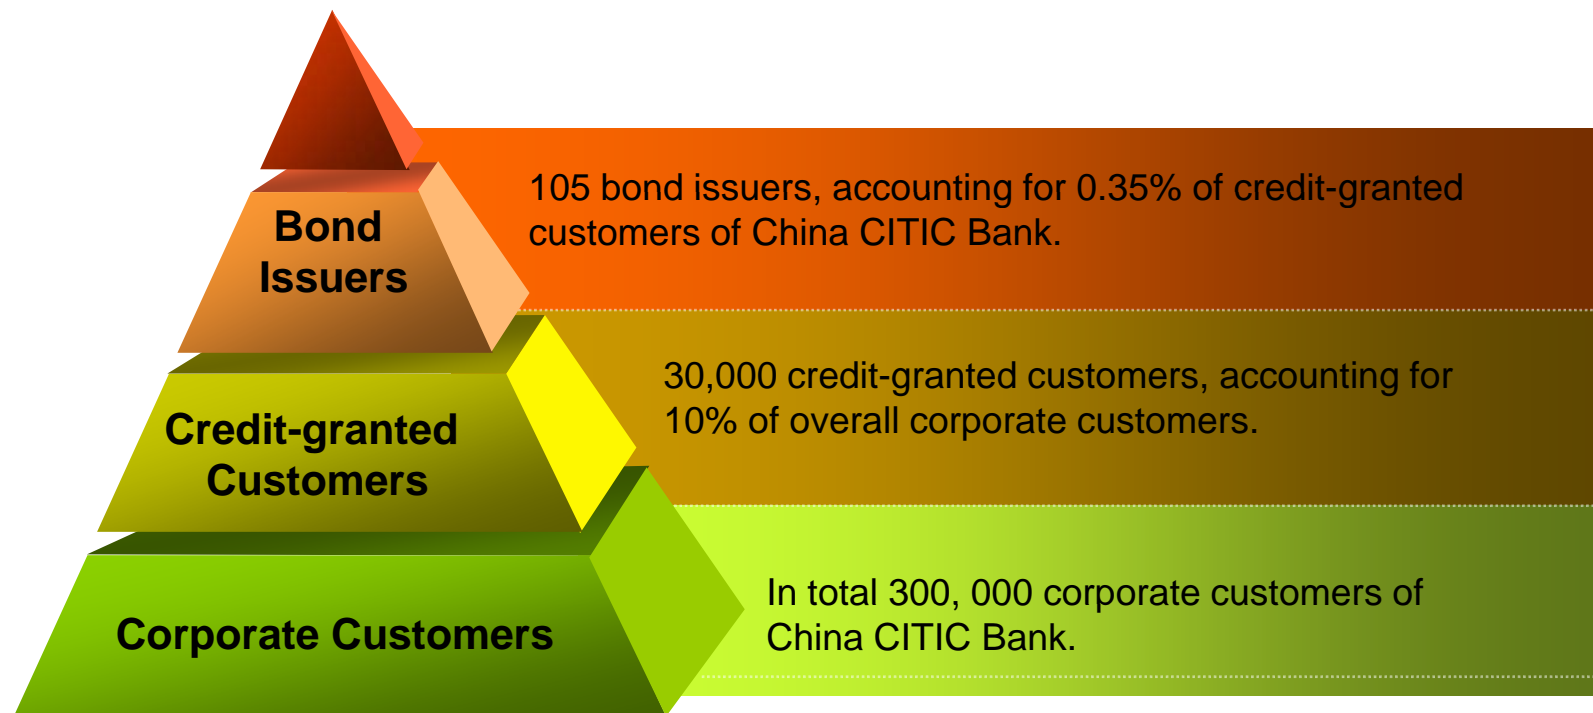 Bond
Issuers
105 bond issuers, accounting for 0.35% of credit-granted
customers of China CITIC Bank.
Credit-granted
Customers
30,000 credit-granted customers, accounting for
10% of overall corporate customers.
Corporate Customers
In total 300, 000 corporate customers of
China CITIC Bank.